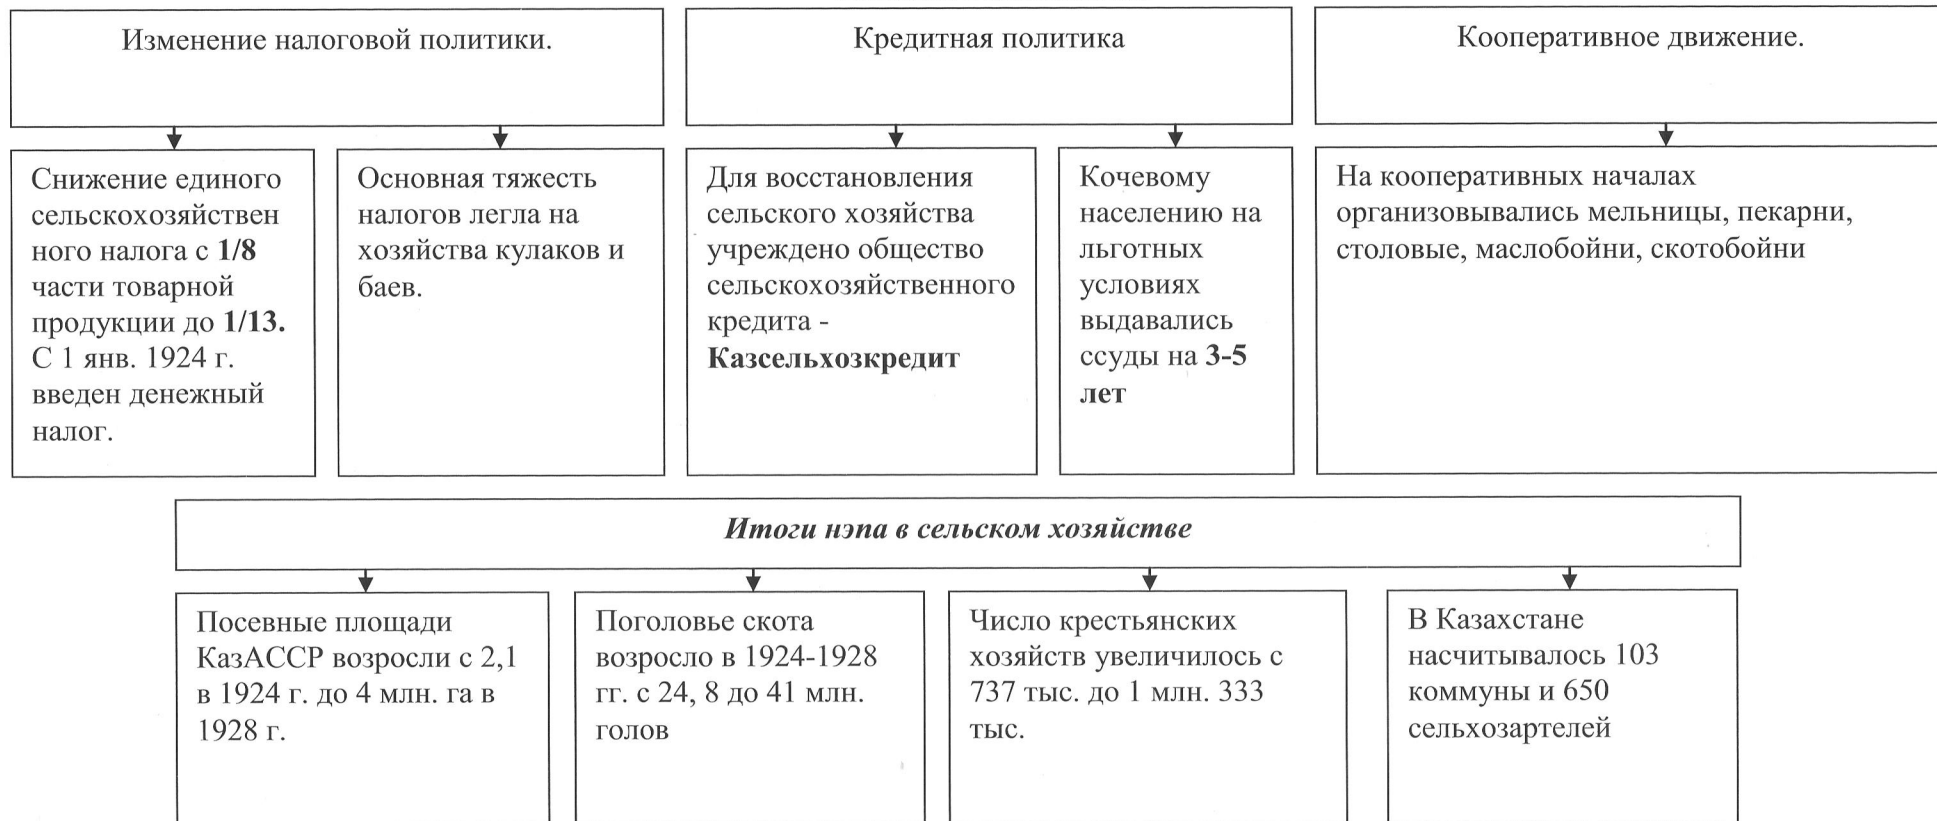 Изменение налоговой политики.
Кредитная политика
Кооперативное движение.
Снижение единого
сельскохозяйствен
ного налога с 1/8
части товарной
продукции до 1/13.
С 1 янв. 1924 г.
введен денежный
налог.
Основная тяжесть
налогов легла на
хозяйства кулаков и
баев.
Для восстановления
сельского хозяйства
учреждено общество
сельскохозяйственного
кредита -
Казсельхозкредит
Кочевому
населению на
льготных
условиях
выдавались
ссуды на 3-5
лет
На кооперативных началах
организовывались мельницы, пекарни,
столовые, маслобойни, скотобойни
Итоги нэпа в сельском хозяйстве
Посевные площади
КазАССР возросли с 2,1
в 1924 г. до 4 млн. га в
1928 г.
Поголовье скота
возросло в 1924-1928
гг. с 24, 8 до 41 млн.
голов
Число крестьянских
хозяйств увеличилось с
737 тыс. до 1 млн. 333
тыс.
В Казахстане
насчитывалось 103
коммуны и 650
сельхозартелей